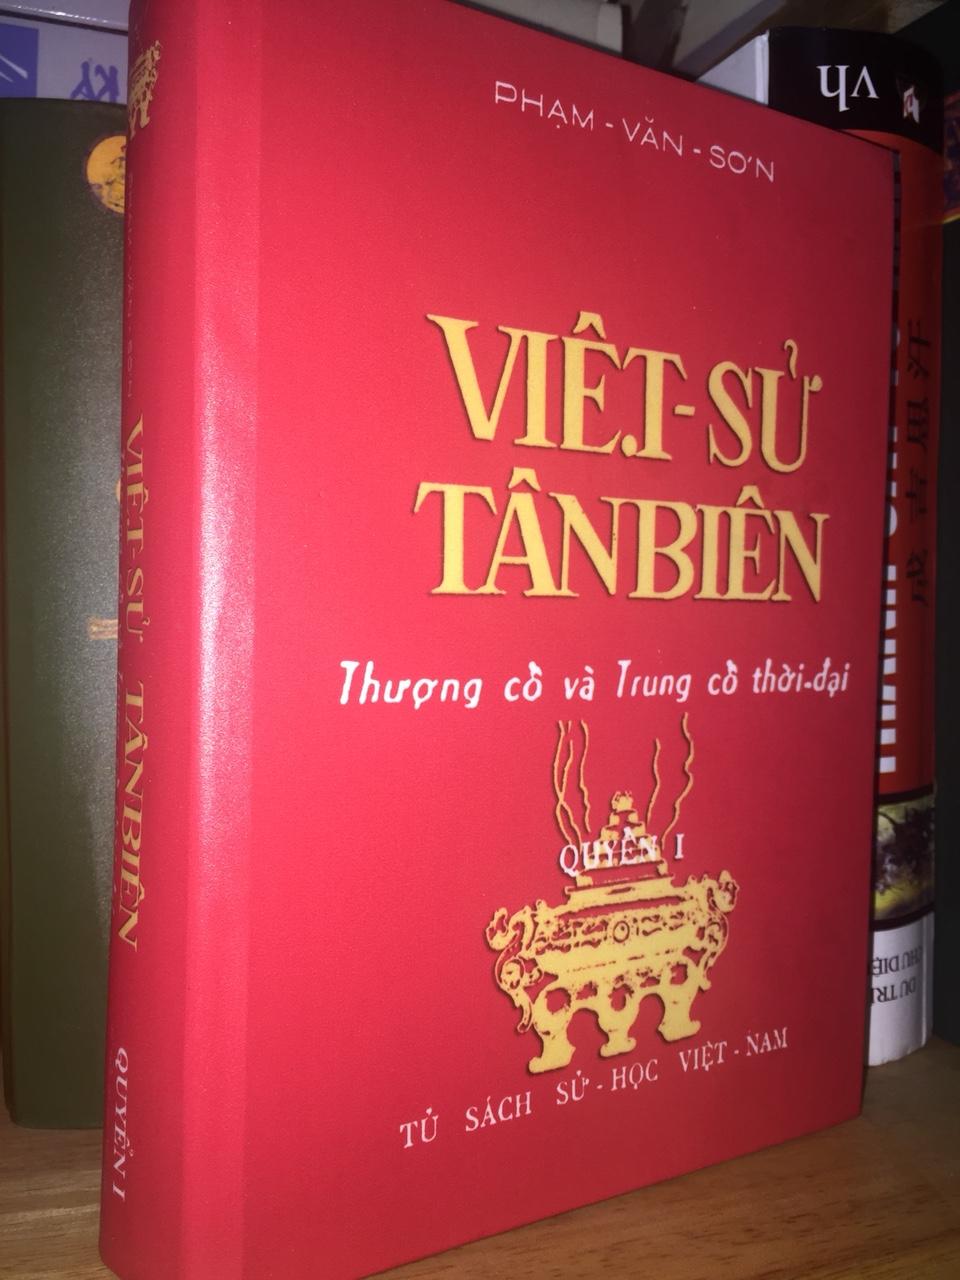 PHẠM - VĂN - SƠN
VIỆT-SỬ
TÂN BIÊN
Thượng cổ và Trung cổ thời-đại
QUYỂN I
TỦ SÁCH SỬ - HỌC VIỆT - NAM
VIỆT-SỬ TÂN BIÊN
QUYỂN I